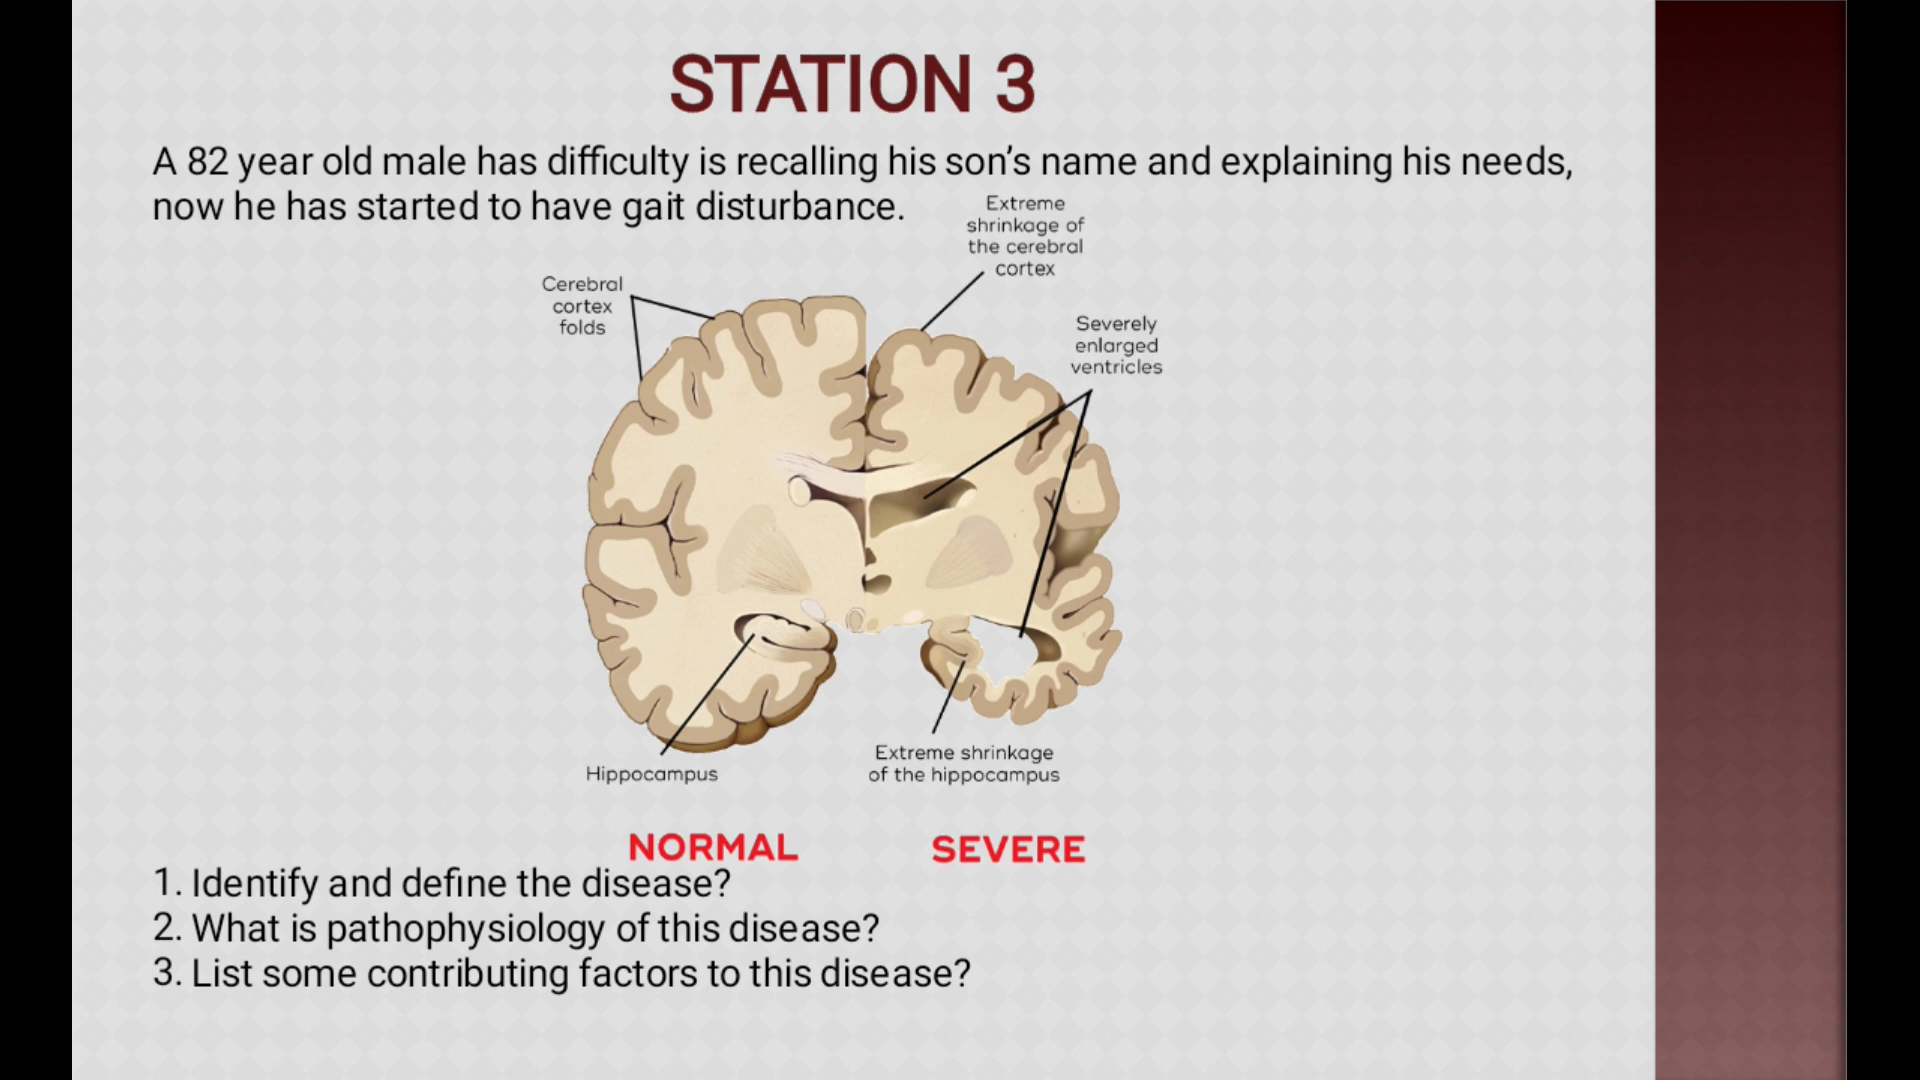 STATION 3
A 82 year old male has difficulty is recalling his son’s name and explaining his needs,
now he has started to have gait disturbance.
Extreme
shrinkage of
the cerebral
cortex
Cerebral
cortex
folds
Severely
enlarged
ventricles
Hippocampus
Extreme shrinkage
of the hippocampus
NORMAL
SEVERE
1. Identify and define the disease?
2. What is pathophysiology of this disease?
3. List some contributing factors to this disease?